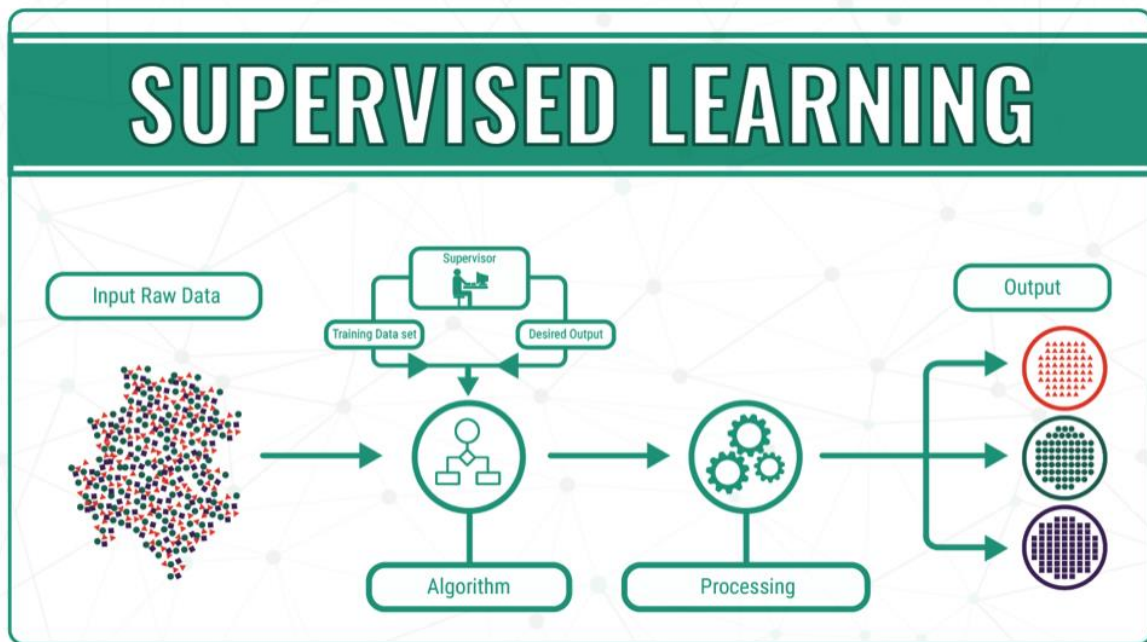 SUPERVISED LEARNING
Input Raw Data
Supervisor
Training Data set
Desired Output
Algorithm
Processing
Output